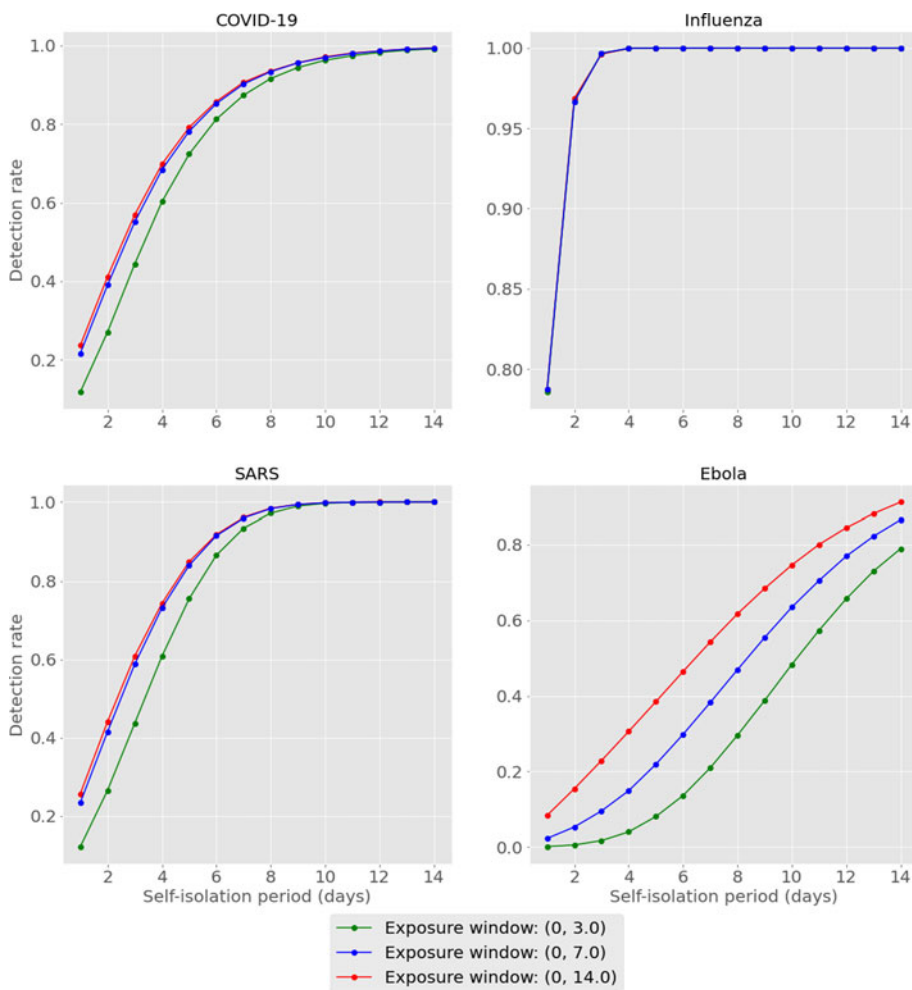 COVID-19
Influenza
Detection rate
1.0
0.8
0.6
0.4
0.2
2 4 6 8 10 12 14
1.00
0.95
0.90
0.85
0.80
2 4 6 8 10 12 14
SARS
Ebola
Detection rate
1.0
0.8
0.6
0.4
0.2
2 4 6 8 10 12 14
Self-isolation period (days)
0.8
0.6
0.4
0.2
0.0
2 4 6 8 10 12 14
Self-isolation period (days)
Exposure window: (0, 3.0)
Exposure window: (0, 7.0)
Exposure window: (0, 14.0)